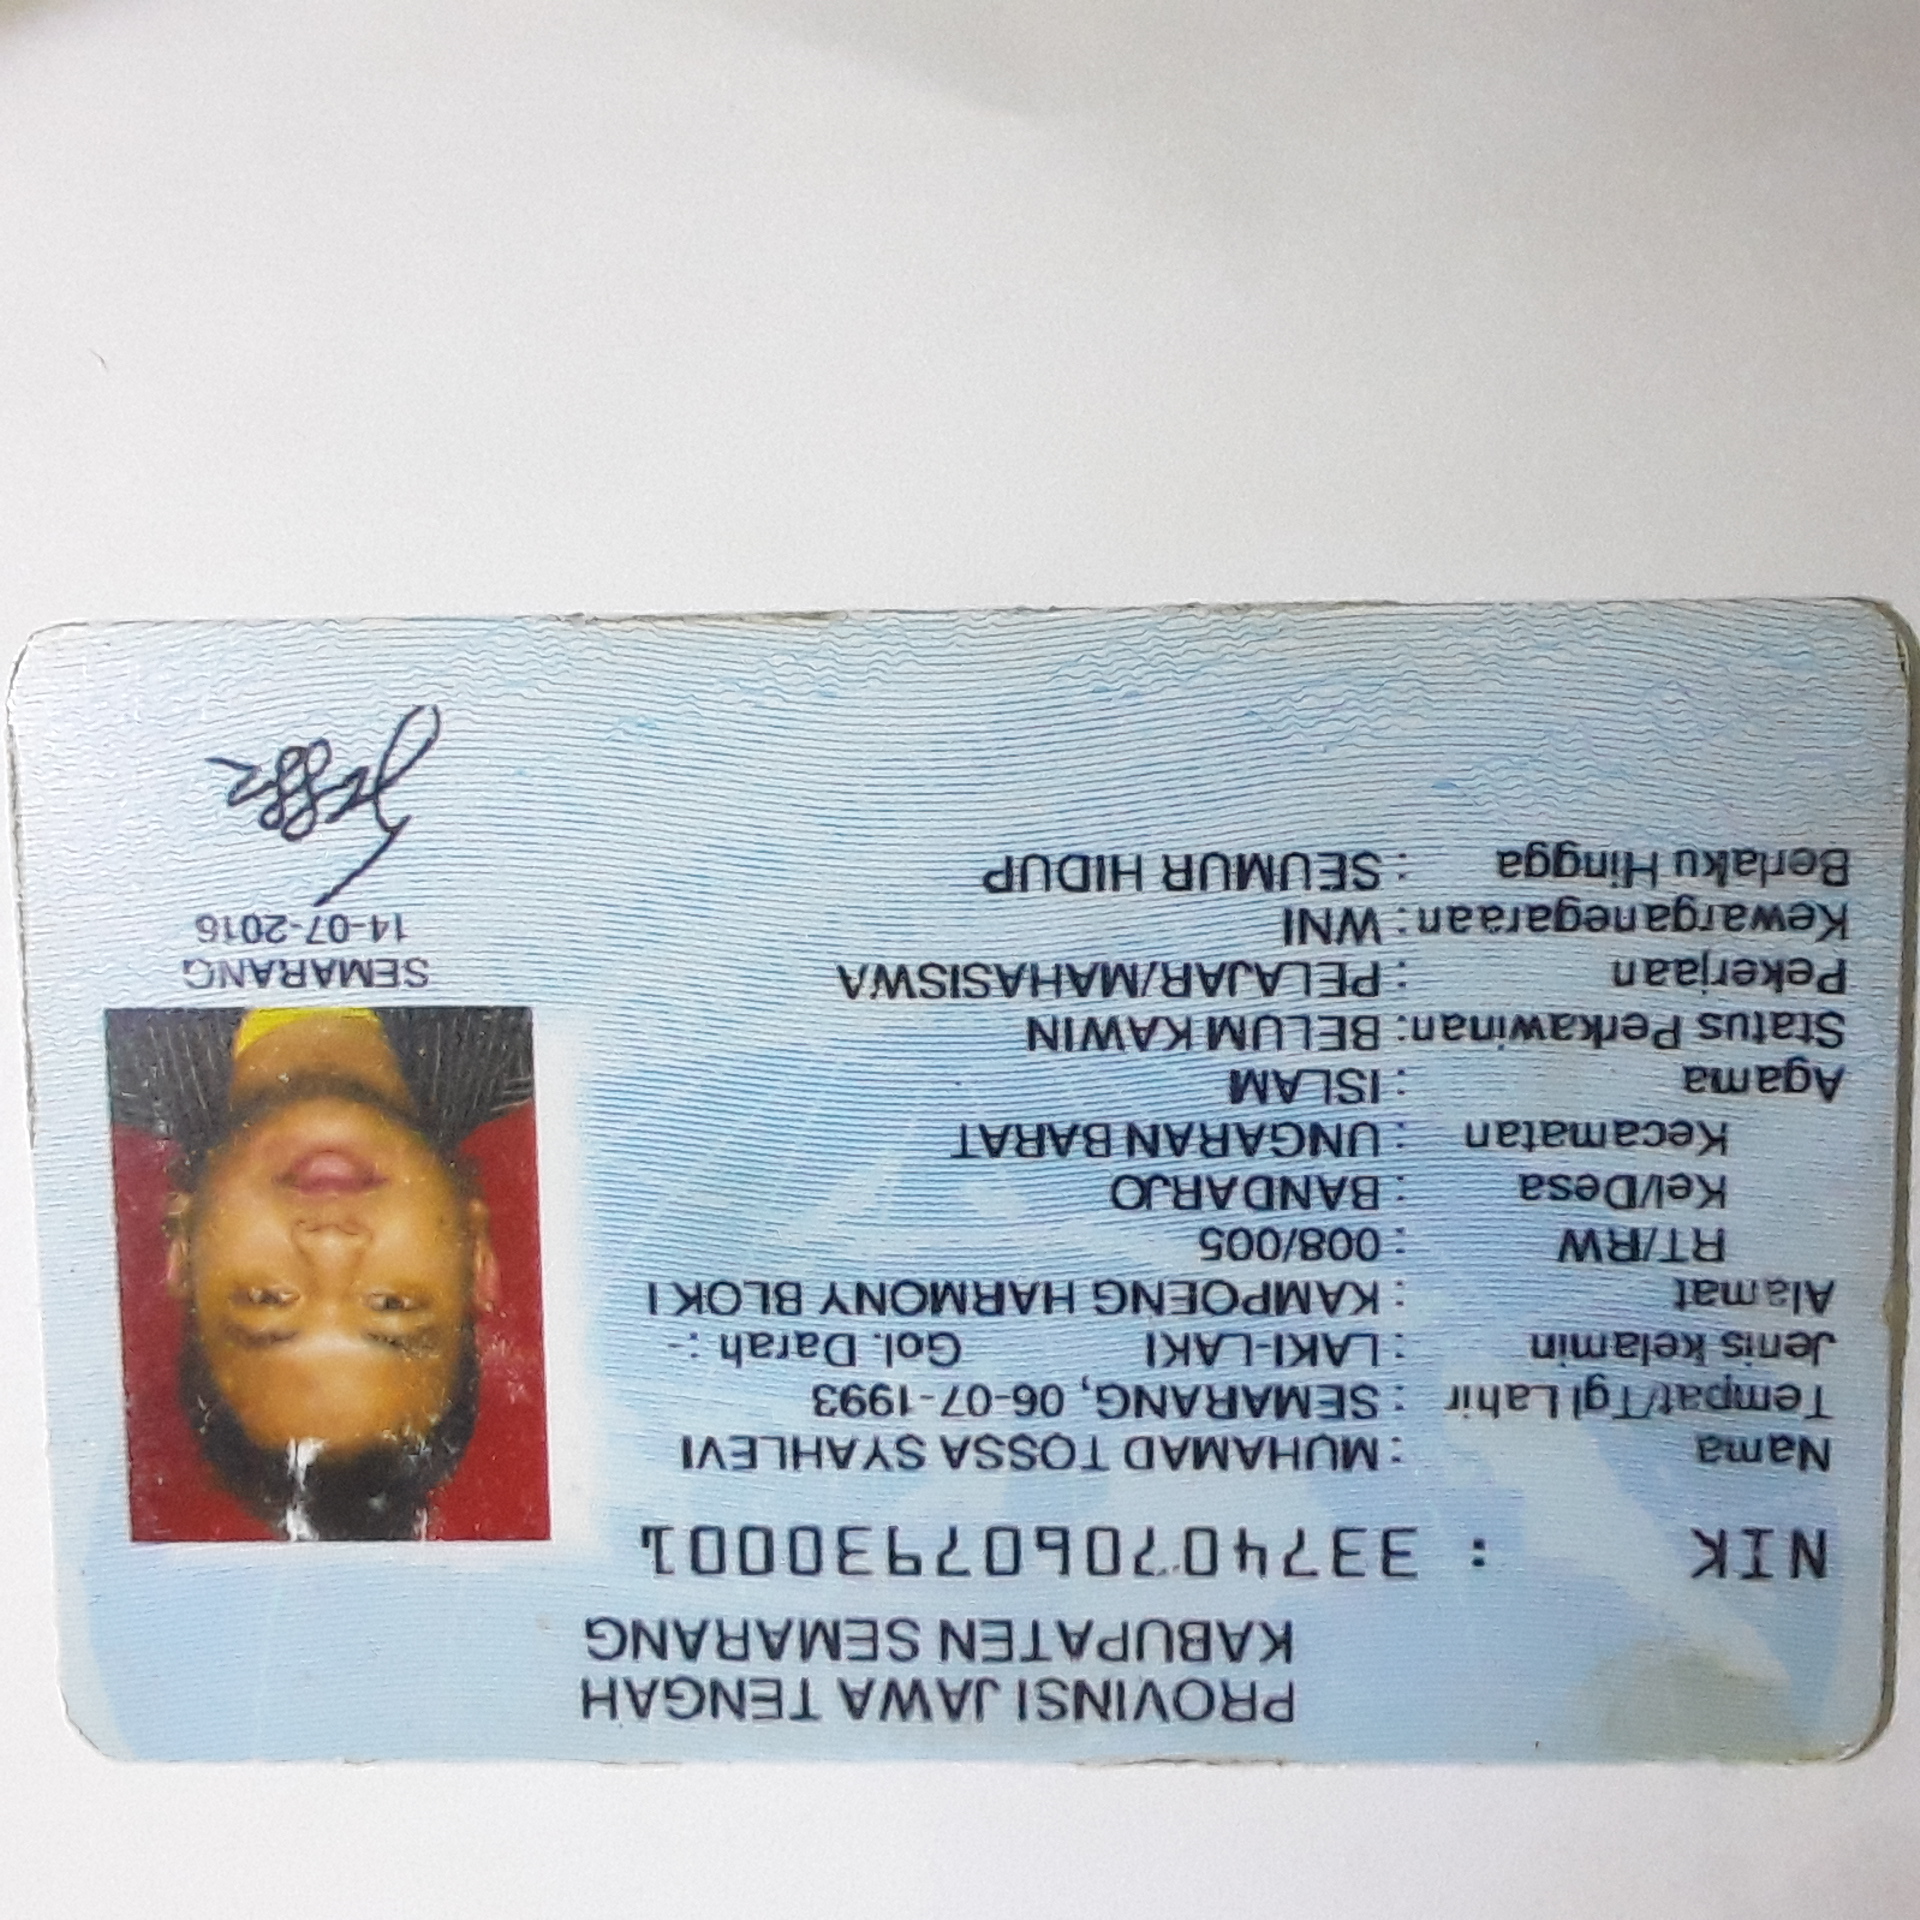 PROVINSI JAWA TENGAH
KABUPATEN SEMARANG
NIK : 3374070607930001
Nama : MUHAMAD TOSSA SYAHLEVI
Tempat/Tgl Lahir : SEMARANG, 06-07-1993
Jenis kelamin : LAKI-LAKI Gol. Darah :-
Alamat : KAMPOENG HARMONY BLOK I
RT/RW : 008/005
Kel/Desa : BANDARJO
Kecamatan : UNGARAN BARAT
Agama : ISLAM
Status Perkawinan: BELUM KAWIN
Pekerjaan : PELAJAR/MAHASISWA
Kewarganegaraan: WNI
Berlaku Hingga : SEUMUR HIDUP
SEMARANG
14-07-2016